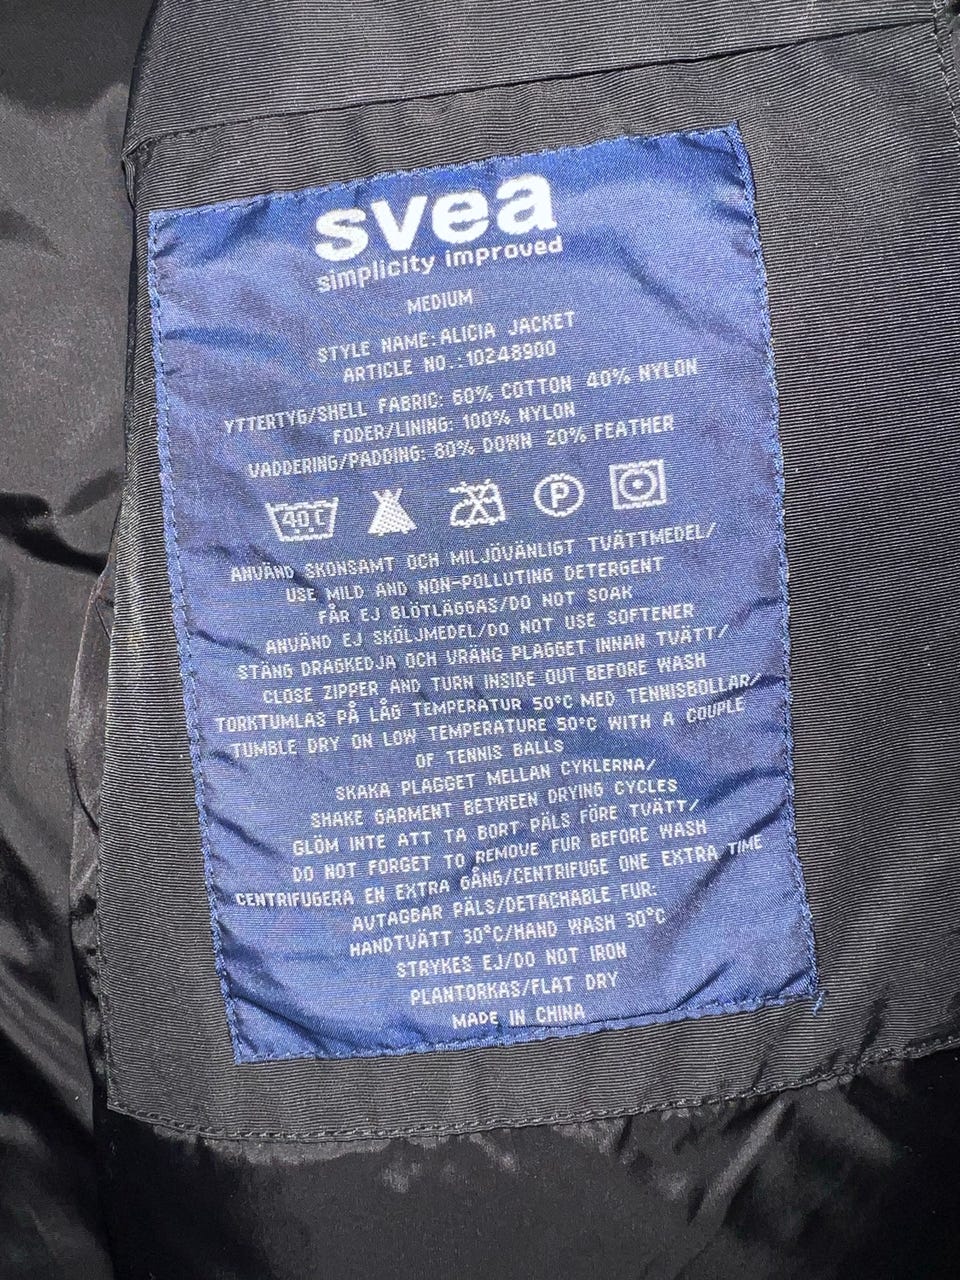 svea
simplicity improved
MEDIUM
STYLE NAME: ALICIA JACKET
ARTICLE NO.: 10248900
YTTERTYG/SHELL FABRIC: 60% COTTON 40% NYLON
FODER/LINING: 100% NYLON
VADDERING/PADDING: 80% DOWN 20% FEATHER
40 C P
ANVÄND SKONSAMT OCH MILJÖVÄNLIGT TVÄTTMEDEL/
USE MILD AND NON-POLLUTING DETERGENT
FÅR EJ BLÖTLÄGGAS/DO NOT SOAK
ANVÄND EJ SKÖLJMEDEL/DO NOT USE SOFTENER
STÄNG DRAGKEDJA OCH VRÄNG PLAGGET INNAN TVÄTT/
CLOSE ZIPPER AND TURN INSIDE OUT BEFORE WASH
TORKTUMLAS PÅ LÅG TEMPERATUR 50°C MED TENNISBOLLAR/
TUMBLE DRY ON LOW TEMPERATURE 50°C WITH A COUPLE
OF TENNIS BALLS
SKAKA PLAGGET MELLAN CYKLERNA/
SHAKE GARMENT BETWEEN DRYING CYCLES
GLÖM INTE ATT TA BORT PÄLS FÖRE TVÄTT/
DO NOT FORGET TO REMOVE FUR BEFORE WASH
CENTRIFUGERA EN EXTRA GÅNG/CENTRIFUGE ONE EXTRA TIME
AVTAGBAR PÄLS/DETACHABLE FUR:
HANDTVÄTT 30°C/HAND WASH 30°C
STRYKES EJ/DO NOT IRON
PLANTORKAS/FLAT DRY
MADE IN CHINA